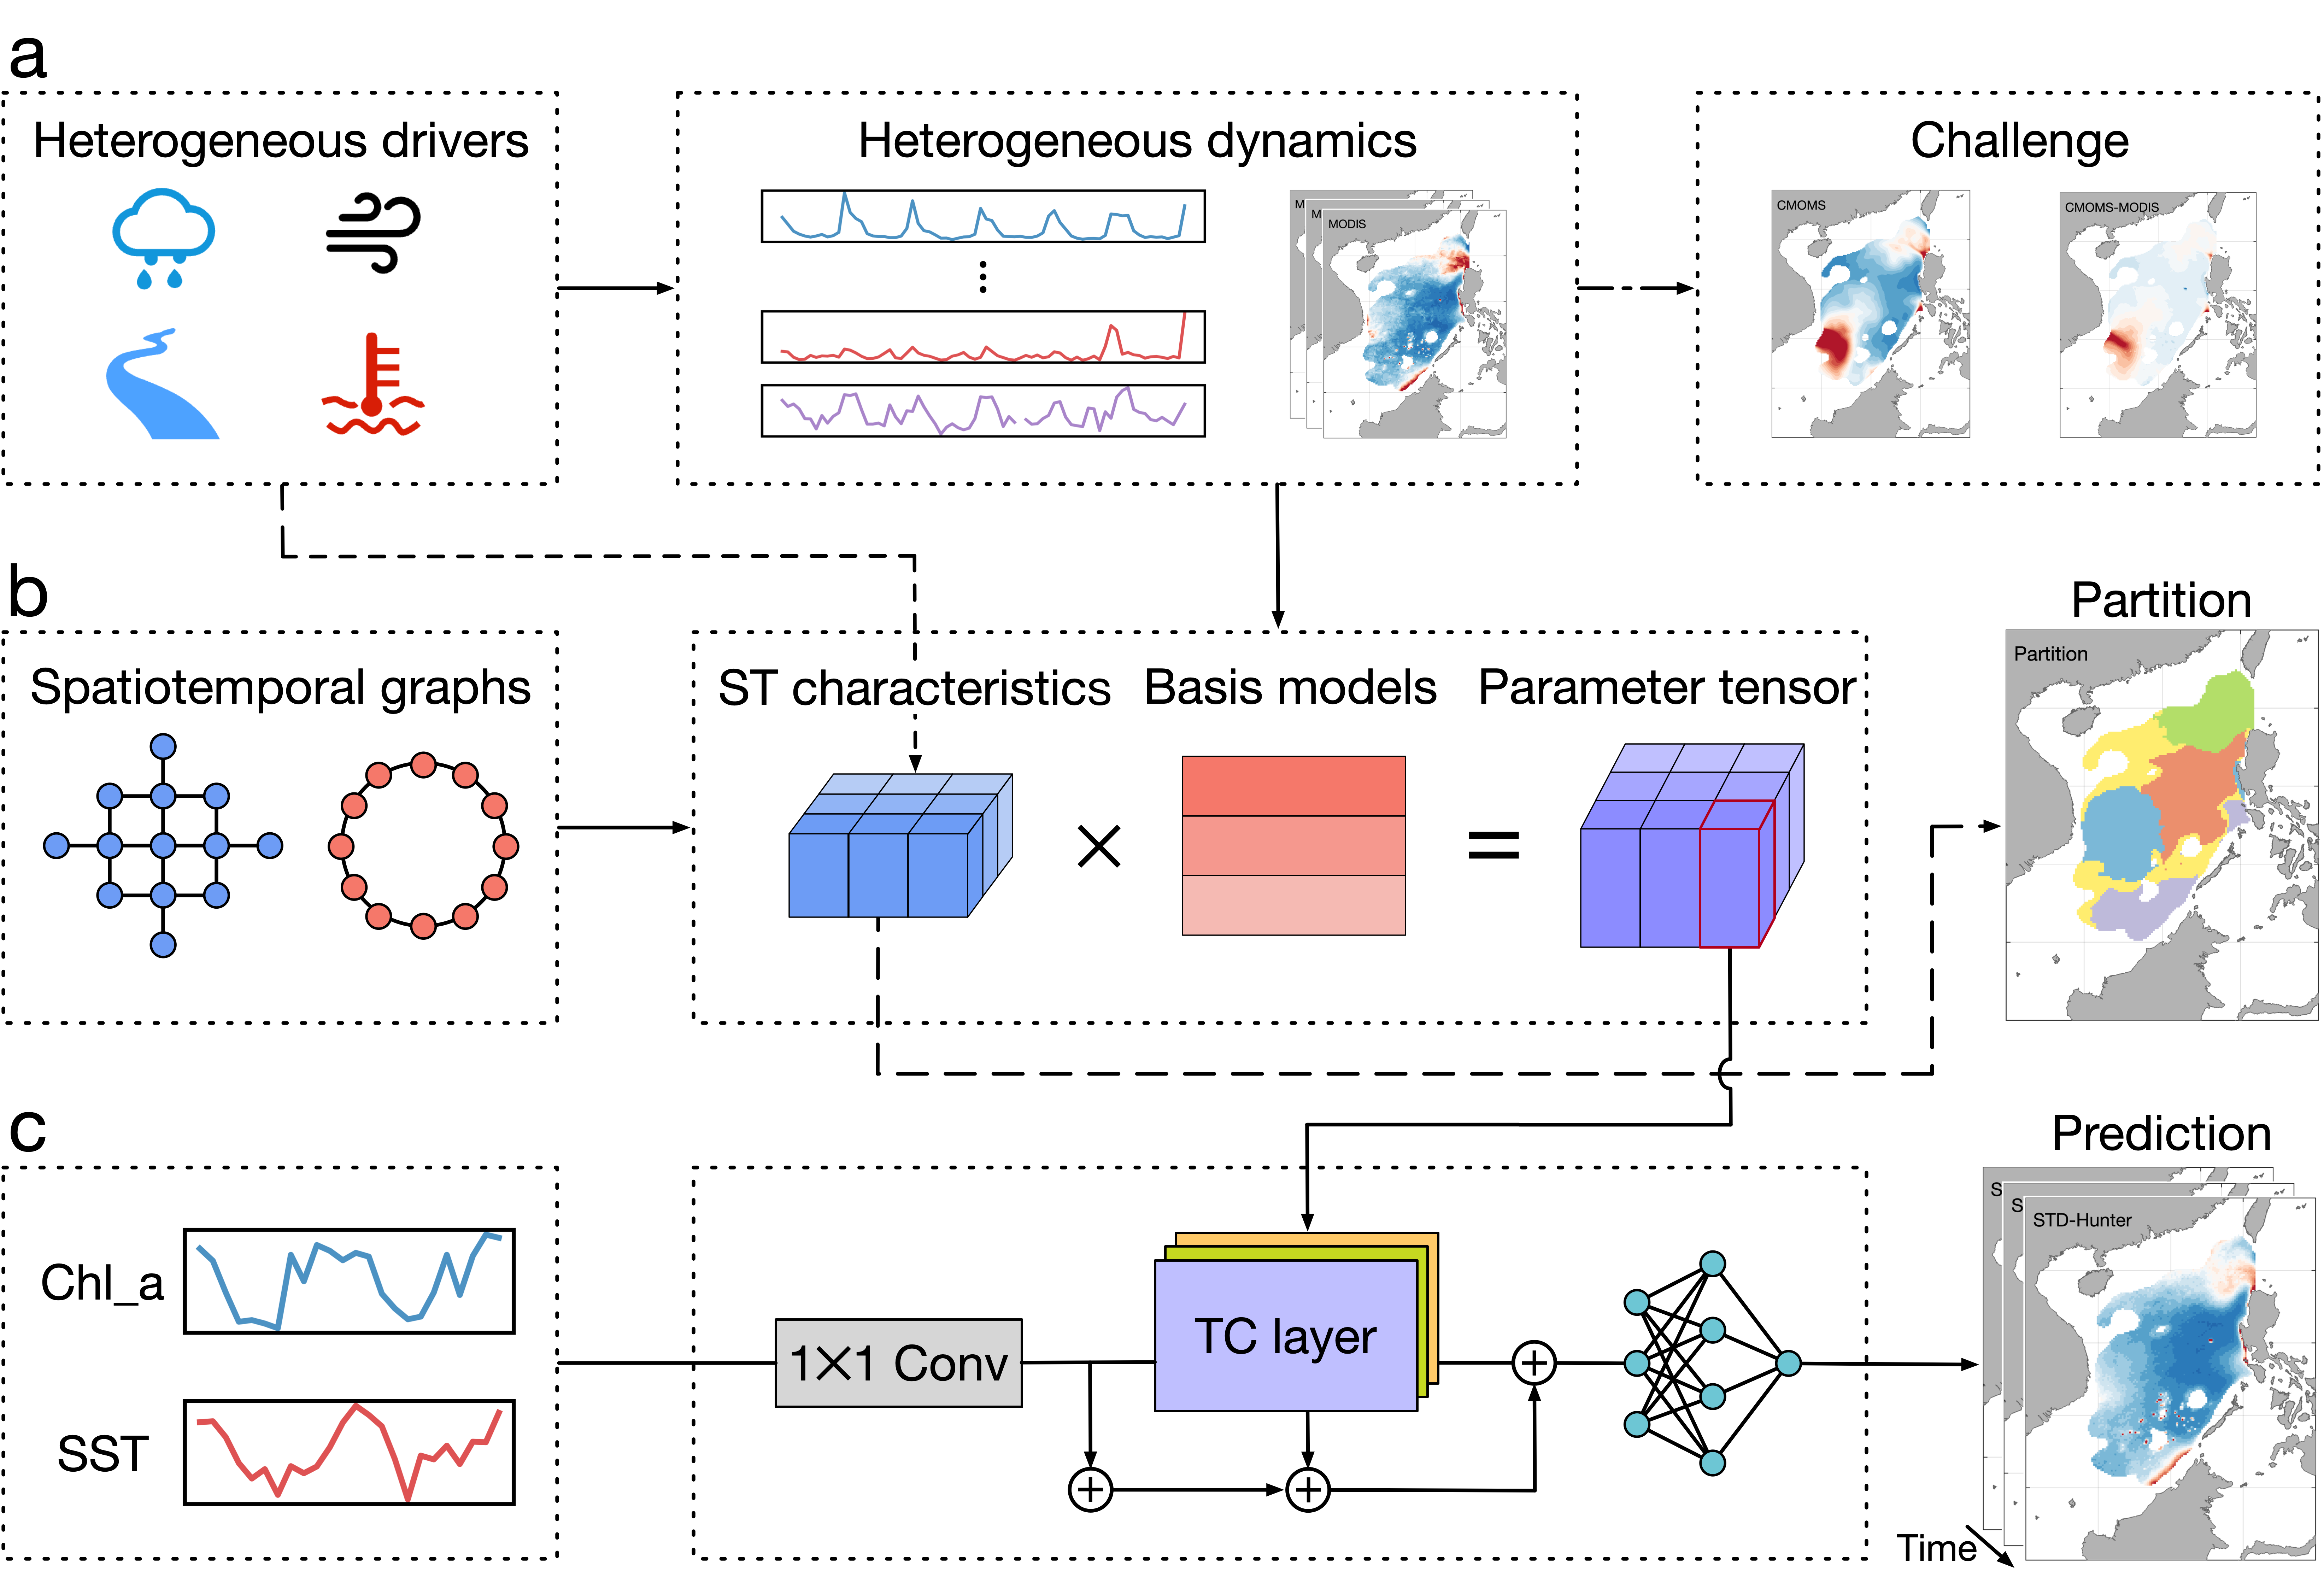 a
Heterogeneous drivers
Heterogeneous dynamics
Challenge
M
M
MODIS
CMOMS
CMOMS-MODIS
b
Partition
Spatiotemporal graphs
ST characteristics
Basis models
Parameter tensor
Partition
×
=
c
Prediction
Chl_a
SST
1×1 Conv
TC layer
S
S
STD-Hunter
Time